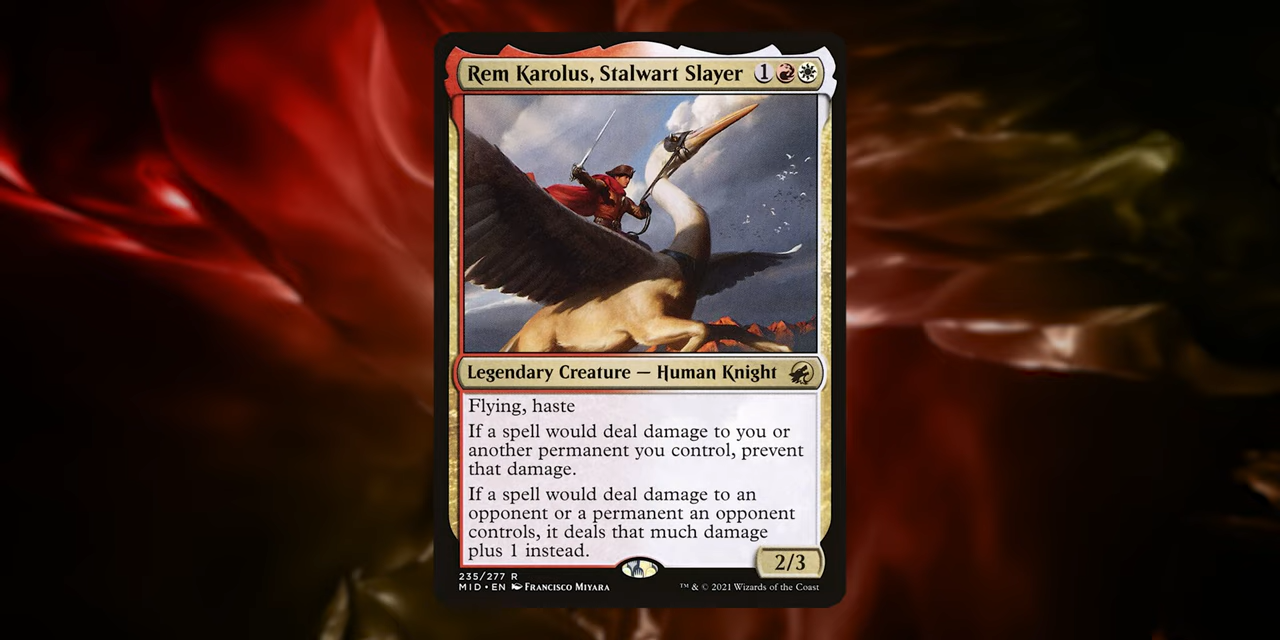 Rem Karolus, Stalwart Slayer 1
Legendary Creature — Human Knight
Flying, haste
If a spell would deal damage to you or
another permanent you control, prevent
that damage.
If a spell would deal damage to an
opponent or a permanent an opponent
controls, it deals that much damage
plus 1 instead.
2/3
235/277 R
MID • EN Francisco Miyara
™ & © 2021 Wizards of the Coast